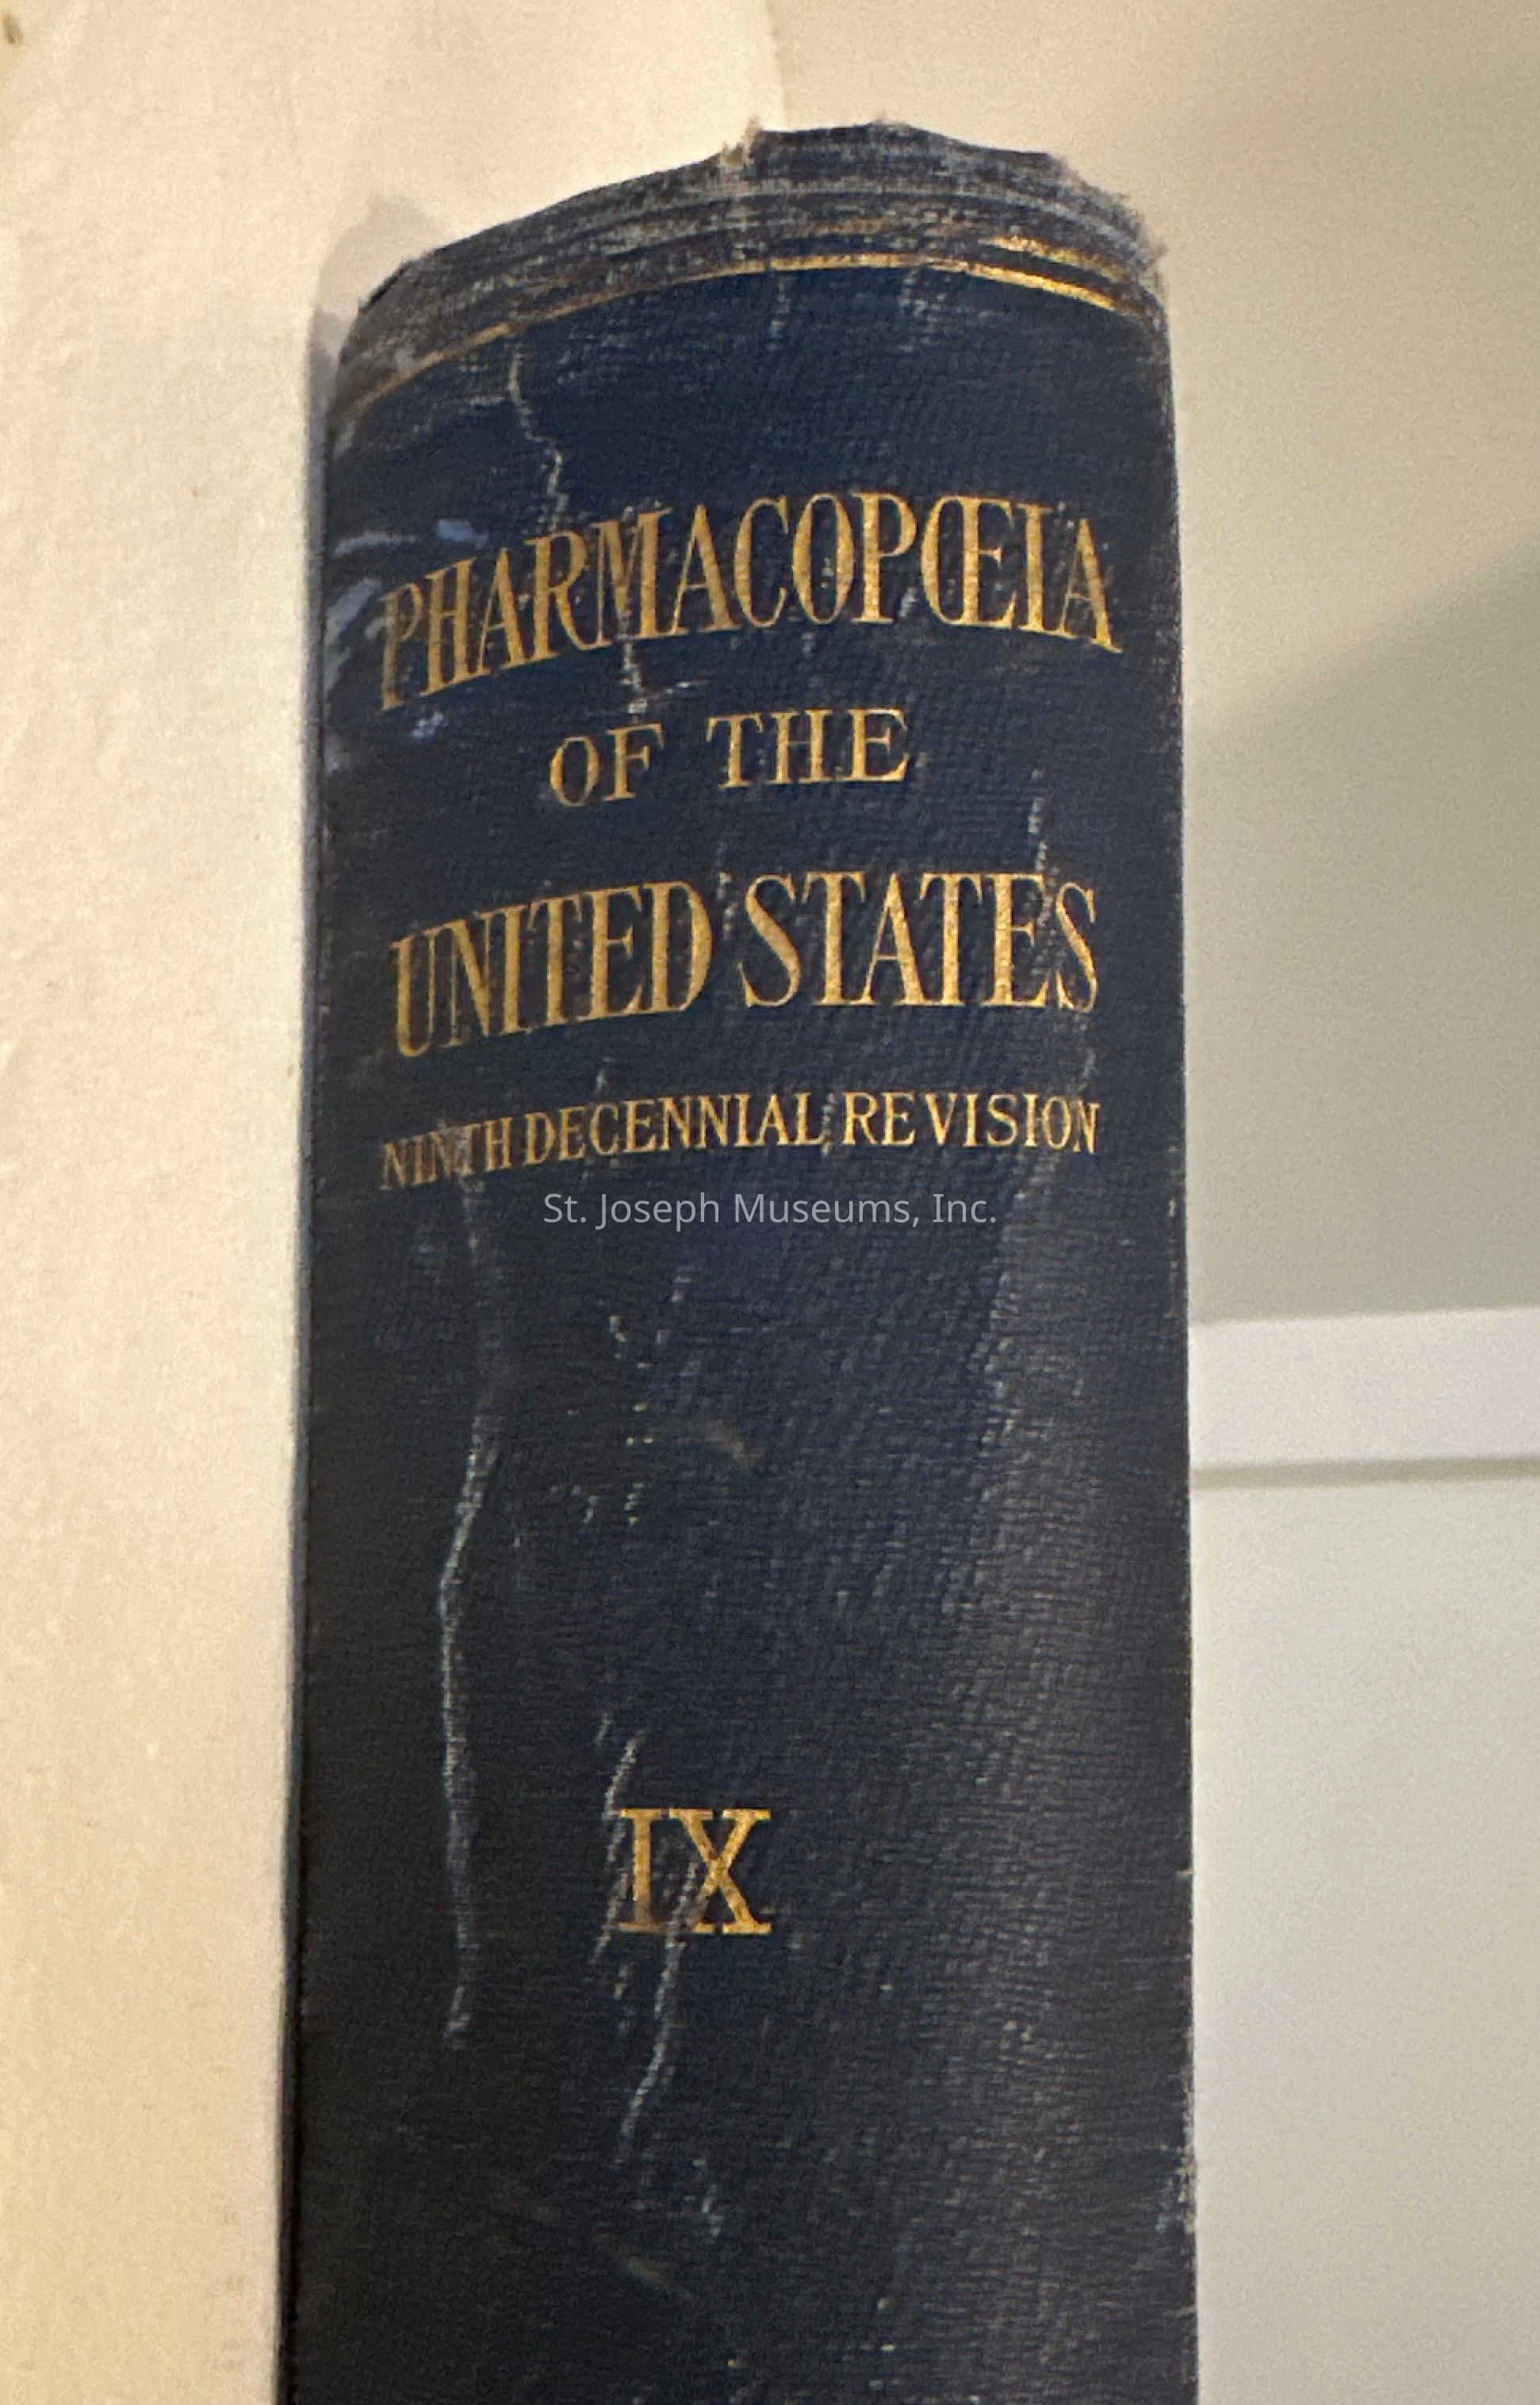 PHARMACOPŒIA
OF THE
UNITED STATES
NINTH DECENNIAL REVISION
St. Joseph Museums, Inc.
IX